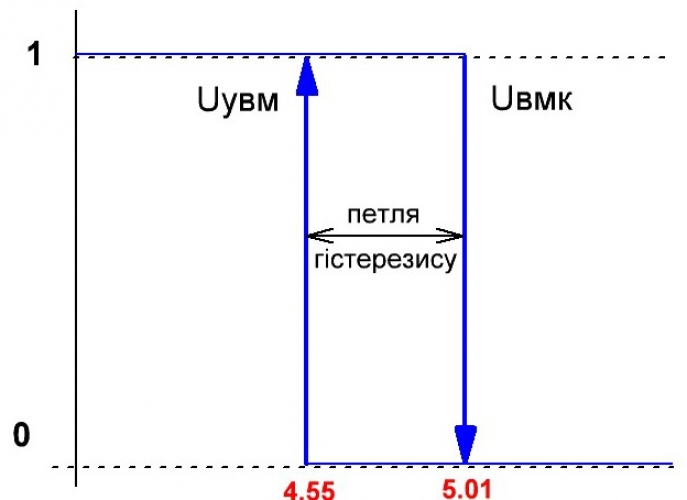 1
Uувм
Uвмк
петля
гістерезису
0
4.55
5.01